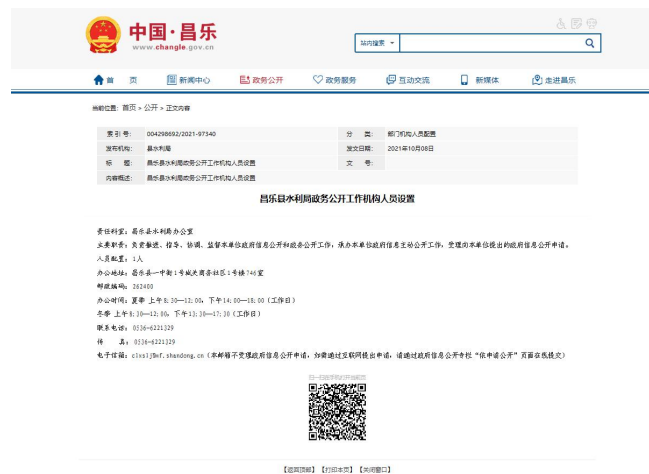 中国·昌乐
www.changle.gov.cn
站内搜索
首 页
新闻中心
政务公开
政务服务
互动交流
新媒体
走进昌乐
当前位置: 首页 » 公开 » 正文内容
索 引 号: 004298692/2021-97340 分 类: 部门机构人员配置
发布机构: 县水利局 发文日期: 2021年10月08日
标 题: 昌乐县水利局政务公开工作机构人员设置 文 号:
内容概述: 昌乐县水利局政务公开工作机构人员设置
昌乐县水利局政务公开工作机构人员设置
责任科室：昌乐县水利局办公室
主要职责：负责推进、指导、协调、监督本单位政府信息公开和政务公开工作，承办本单位政府信息主动公开工作，受理向本单位提出的政府信息公开申请。
人员配置：1人
办公地址：昌乐县一中街1号城关商务社区1号楼746室
邮政编码：262400
办公时间：夏季 上午8:30—12:00，下午14:00—18:00（工作日）
冬季 上午8:30—12:00，下午13:30—17:30（工作日）
联系电话：0536-6221329
传 真：0536-6221329
电子信箱：clxslj@wf.shandong.cn（本邮箱不受理政府信息公开申请，如需通过互联网提出申请，请通过政府信息公开专栏“依申请公开”页面在线提交）
扫一扫在手机打开当前页
【返回顶部】【打印本页】【关闭窗口】